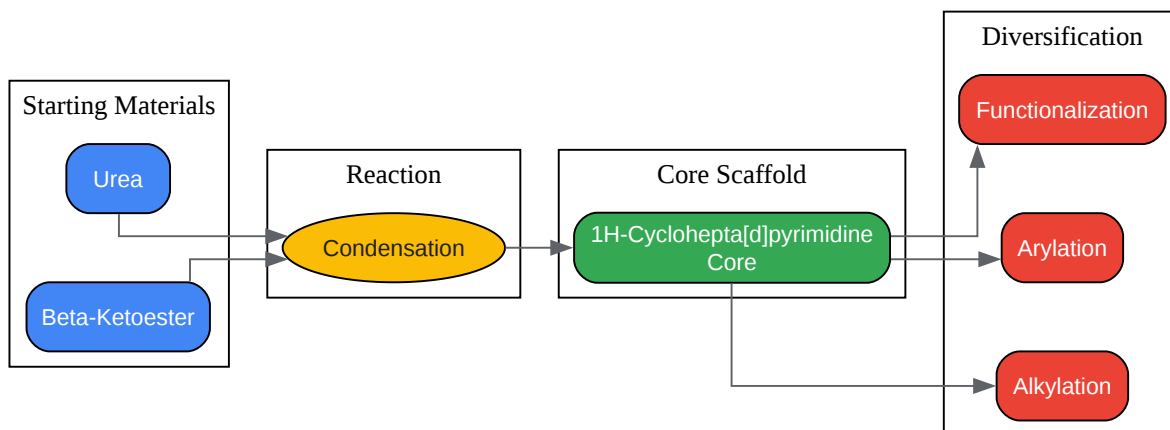 Starting Materials
Urea
Beta-Ketoester
Reaction
Condensation
Core Scaffold
1H-Cyclohepta[d]pyrimidine
Core
Diversification
Functionalization
Arylation
Alkylation